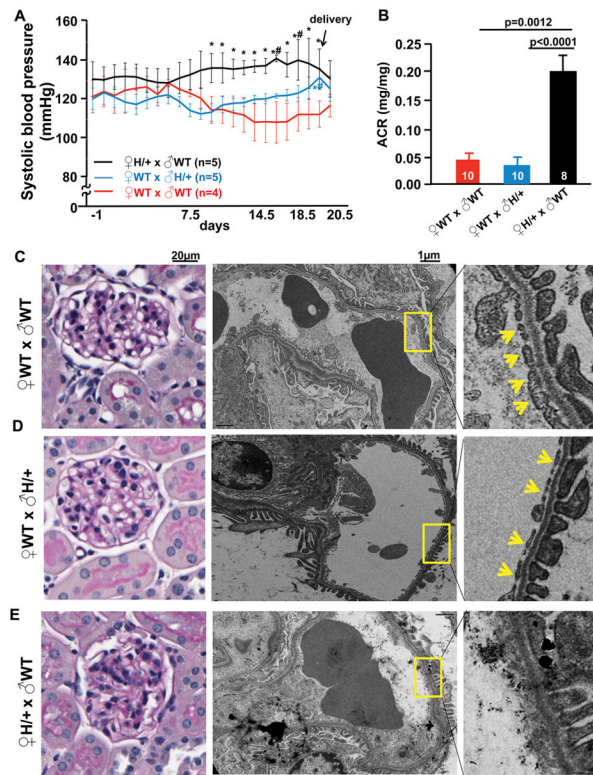 A
Systolic blood pressure
(mmHg)
160
140
120
100
80
60
0
delivery
* * * * * * *# * *# * *
*#
♀H/+ x ♂WT (n=5)
♀WT x ♂H/+ (n=5)
♀WT x ♂WT (n=4)
-1 7.5 14.5 18.5 20.5
days
B
p=0.0012
p<0.0001
ACR (mg/mg)
0.25
0.20
0.15
0.10
0.05
0.00
10 10 8
♀WT x ♂WT
♀WT x ♂H/+
♀H/+ x ♂WT
20µm 1µm
C
♀WT x ♂WT
D
♀WT x ♂H/+
E
♀H/+ x ♂WT